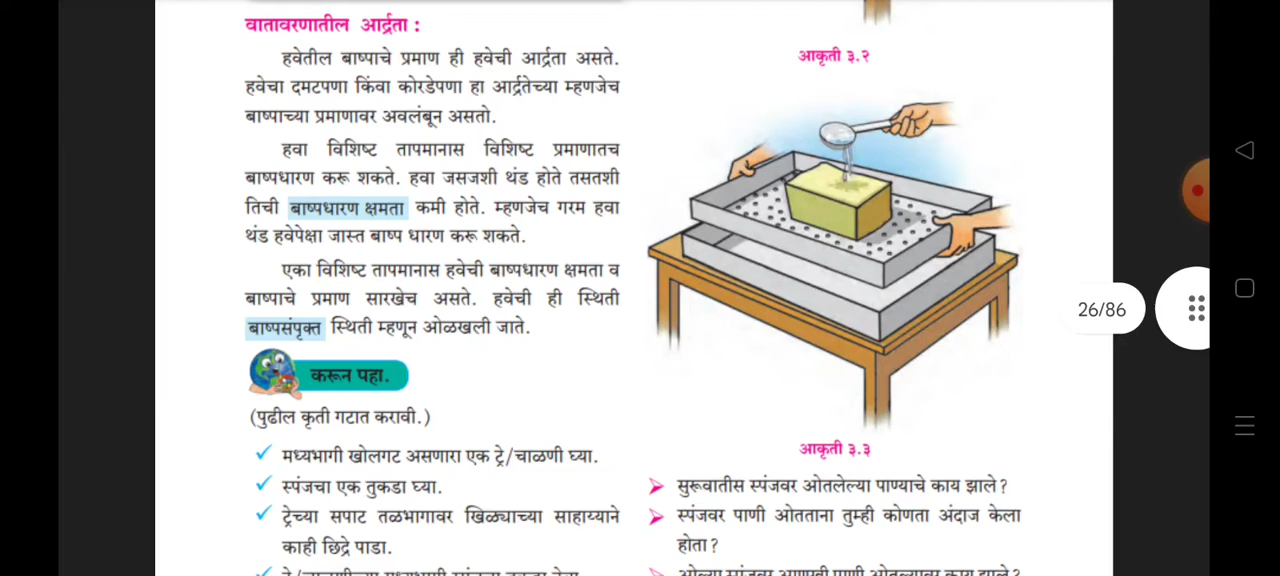 वातावरणातील आर्द्रता :
हवेतील बाष्पाचे प्रमाण ही हवेची आर्द्रता असते.
हवेचा दमटपणा किंवा कोरडेपणा हा आर्द्रतेच्या म्हणजेच
बाष्पाच्या प्रमाणावर अवलंबून असतो.
हवा विशिष्ट तापमानास विशिष्ट प्रमाणातच
बाष्पधारण करू शकते. हवा जसजशी थंड होते तसतशी
तिची बाष्पधारण क्षमता कमी होते. म्हणजेच गरम हवा
थंड हवेपेक्षा जास्त बाष्प धारण करू शकते.
एका विशिष्ट तापमानास हवेची बाष्पधारण क्षमता व
बाष्पाचे प्रमाण सारखेच असते. हवेची ही स्थिती
बाष्पसंपृक्त स्थिती म्हणून ओळखली जाते.
करून पहा.
(पुढील कृती गटात करावी.)
✓ मध्यभागी खोलगट असणारा एक ट्रे/चाळणी घ्या.
✓ स्पंजचा एक तुकडा घ्या.
✓ ट्रेच्या सपाट तळभागावर खिळ्याच्या साहाय्याने
काही छिद्रे पाडा.
आकृती ३.२
आकृती ३.३
➤ सुरूवातीस स्पंजवर ओतलेल्या पाण्याचे काय झाले?
➤ स्पंजवर पाणी ओतताना तुम्ही कोणता अंदाज केला
होता?
26/86